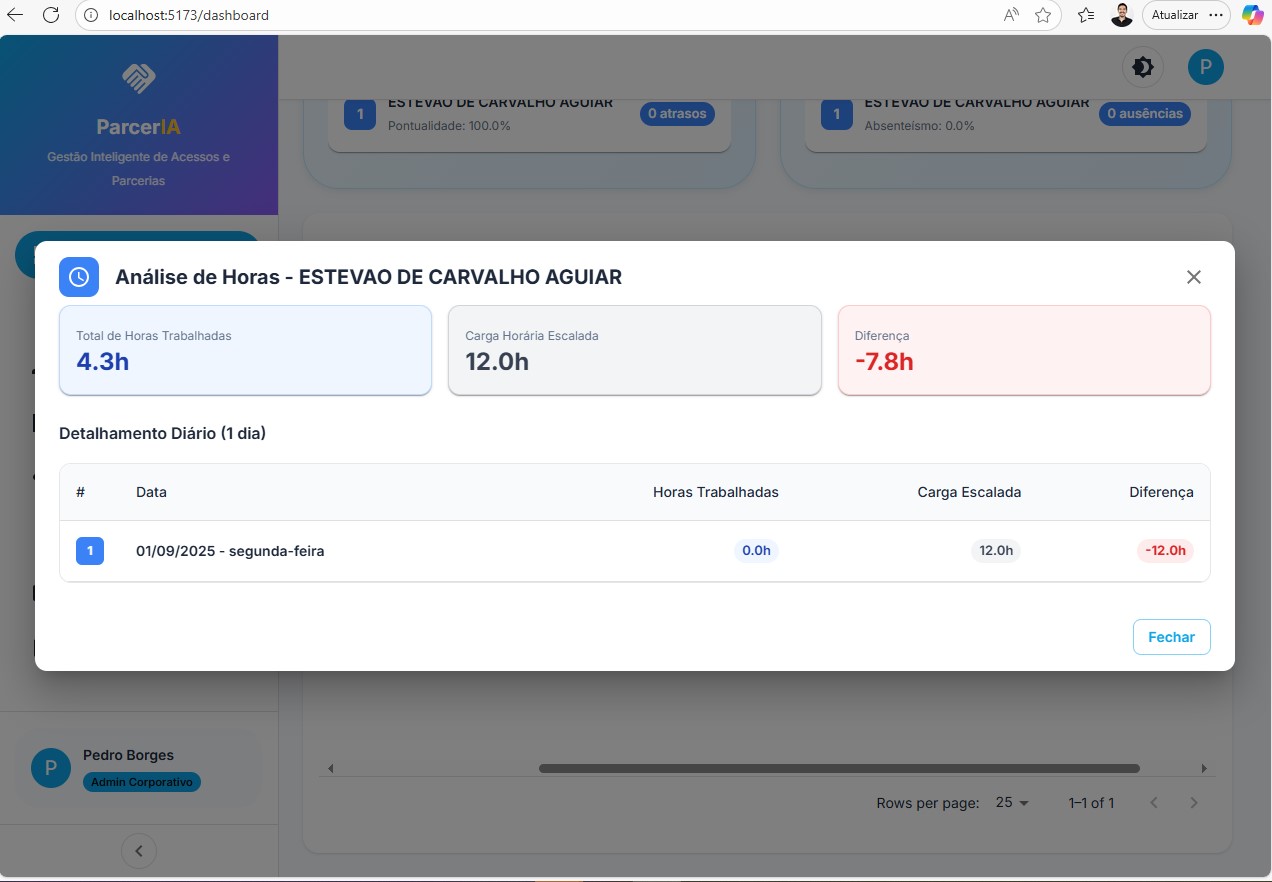 localhost:5173/dashboard
Atualizar
ParcerIA
Gestão Inteligente de Acessos e
Parcerias
P
1
ESTEVAO DE CARVALHO AGUIAR
Pontualidade: 100.0%
0 atrasos
1
ESTEVAO DE CARVALHO AGUIAR
Absenteísmo: 0.0%
0 ausências
Análise de Horas - ESTEVAO DE CARVALHO AGUIAR
Total de Horas Trabalhadas
4.3h
Carga Horária Escalada
12.0h
Diferença
-7.8h
Detalhamento Diário (1 dia)
# Data Horas Trabalhadas Carga Escalada Diferença
1 01/09/2025 - segunda-feira 0.0h 12.0h -12.0h
Fechar
P
Pedro Borges
Admin Corporativo
Rows per page: 25 1–1 of 1